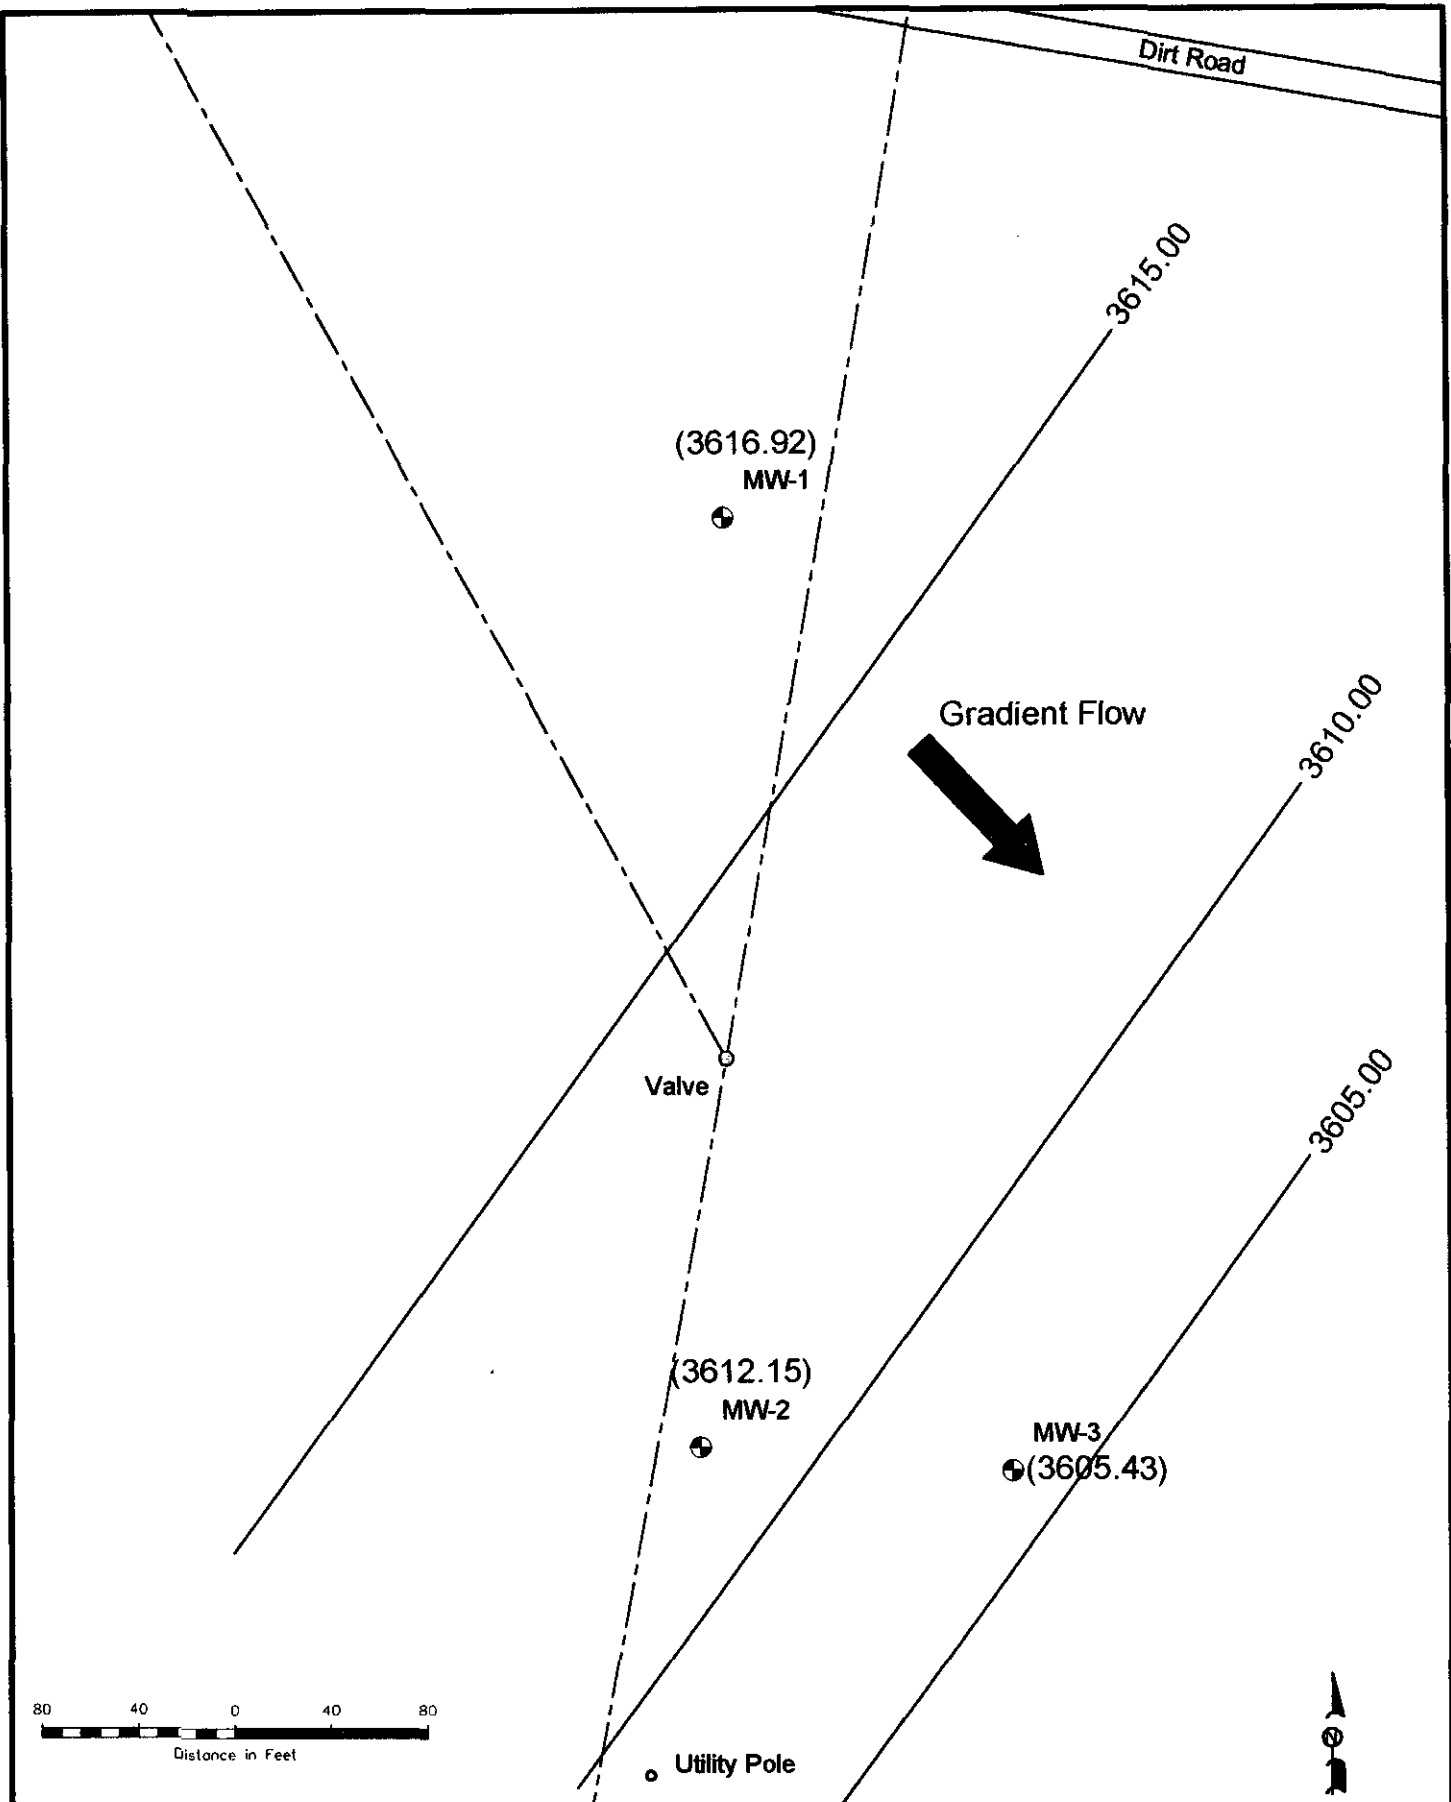 Dirt Road
3615.00
(3616.92)
MW-1
3610.00
Gradient Flow
3605.00
Valve
(3612.15)
MW-2
MW-3
(3605.43)
80 40 0 40 80
Distance in Feet
Utility Pole
N